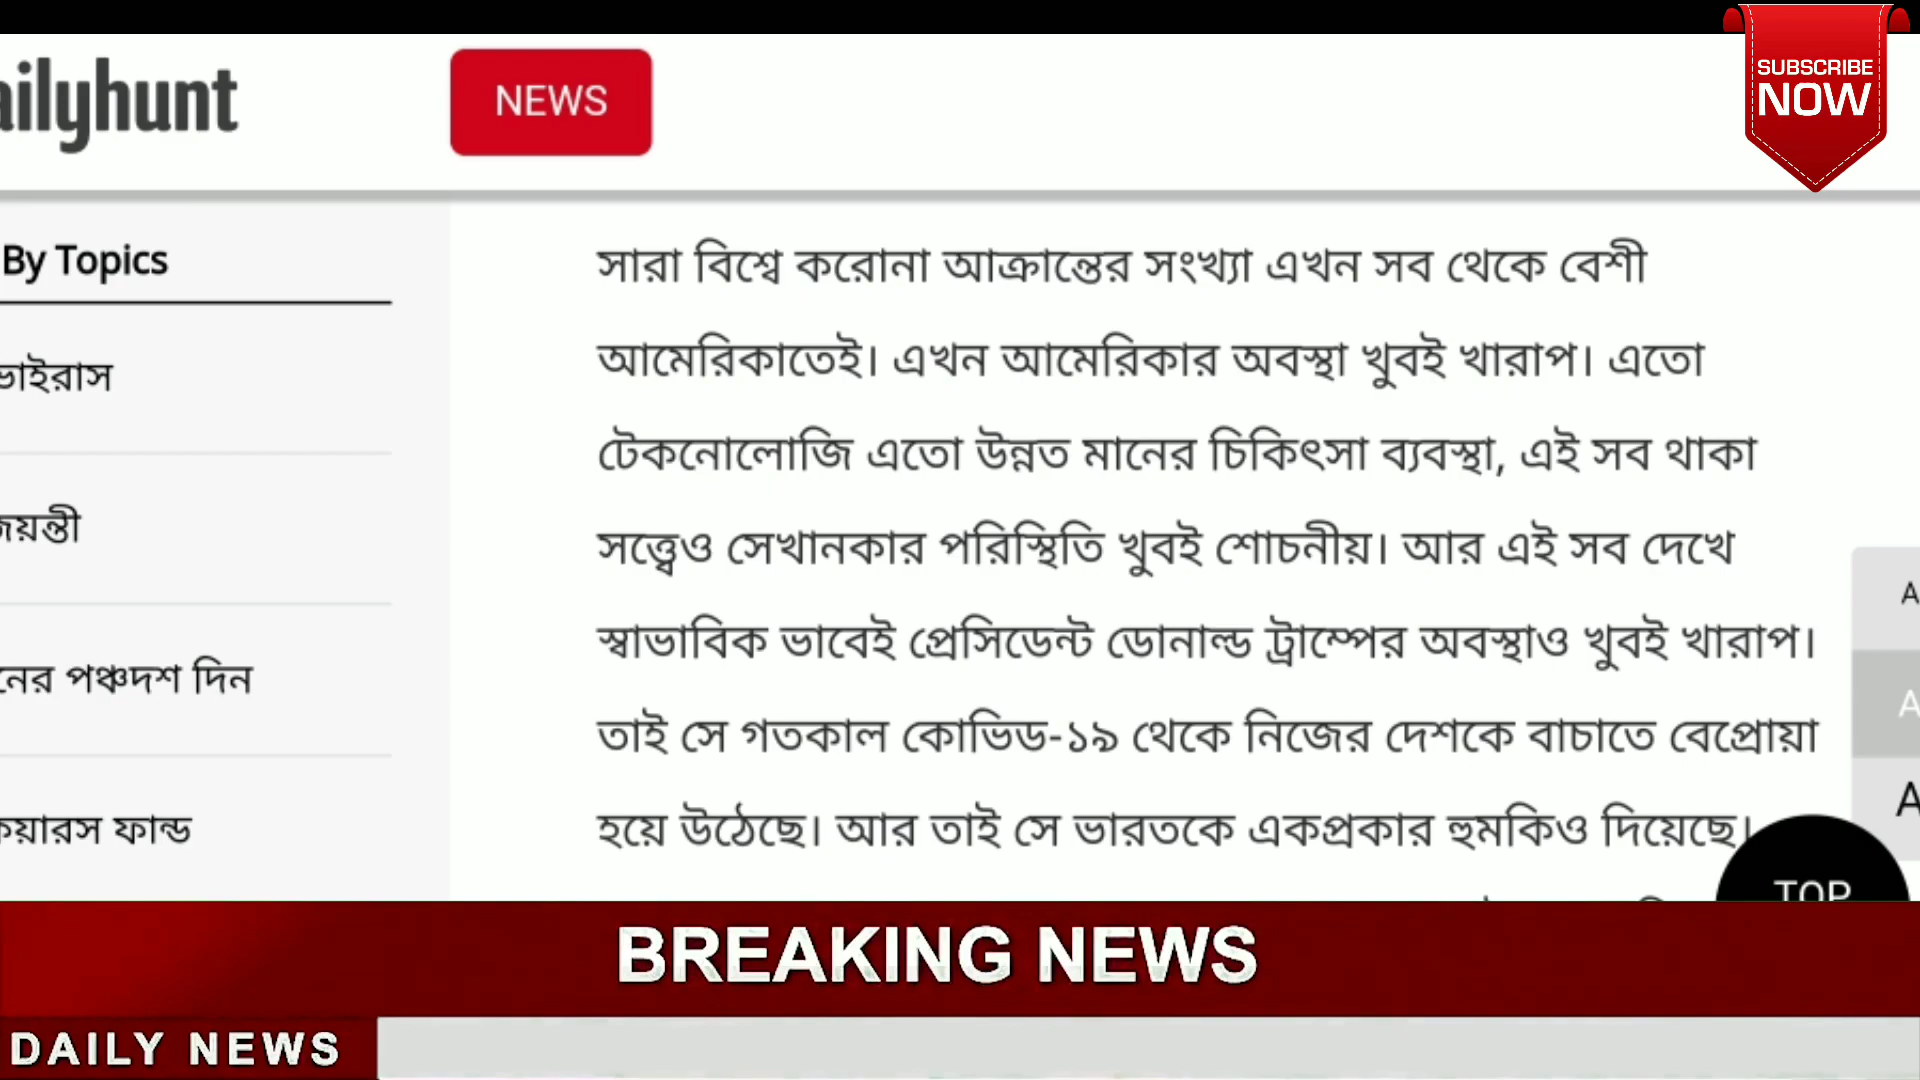 ailyhunt
NEWS
SUBSCRIBE
NOW
By Topics
ভাইরাস
জয়ন্তী
নের পঞ্চদশ দিন
কেয়ারস ফান্ড
সারা বিশ্বে করোনা আক্রান্তের সংখ্যা এখন সব থেকে বেশী
আমেরিকাতেই। এখন আমেরিকার অবস্থা খুবই খারাপ। এতো
টেকনোলোজি এতো উন্নত মানের চিকিৎসা ব্যবস্থা, এই সব থাকা
সত্ত্বেও সেখানকার পরিস্থিতি খুবই শোচনীয়। আর এই সব দেখে
স্বাভাবিক ভাবেই প্রেসিডেন্ট ডোনাল্ড ট্রাম্পের অবস্থাও খুবই খারাপ।
তাই সে গতকাল কোভিড-১৯ থেকে নিজের দেশকে বাচাতে বেপ্রোয়া
হয়ে উঠেছে। আর তাই সে ভারতকে একপ্রকার হুমকিও দিয়েছে।
A
A
A
TOP
BREAKING NEWS
DAILY NEWS